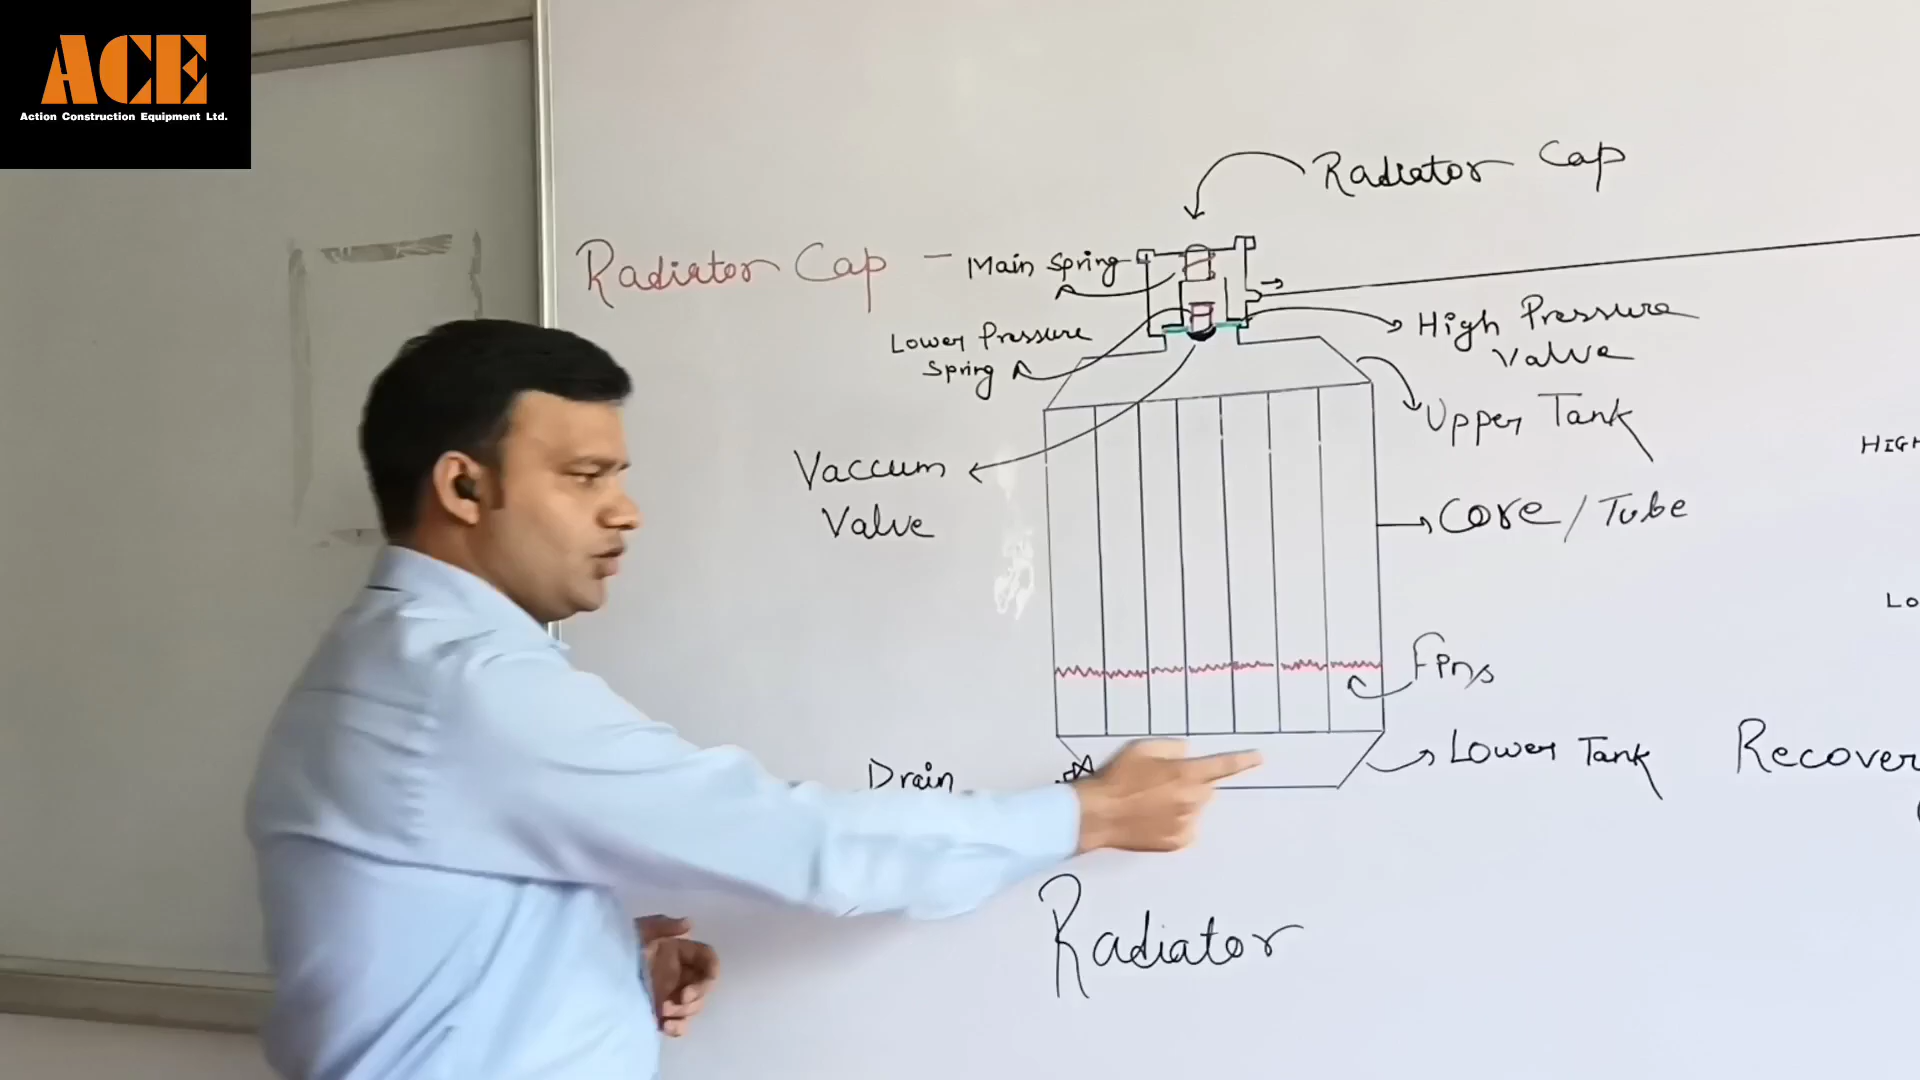 ACE
Action Construction Equipment Ltd.
Radiator Cap
Radiator Cap - Main Spring
Lower Pressure
Spring
High Pressure
Valve
Upper Tank
HIGH
Vaccum
Valve
Core/Tube
LO
Fins
Drain
Lower Tank
Recover
Radiator